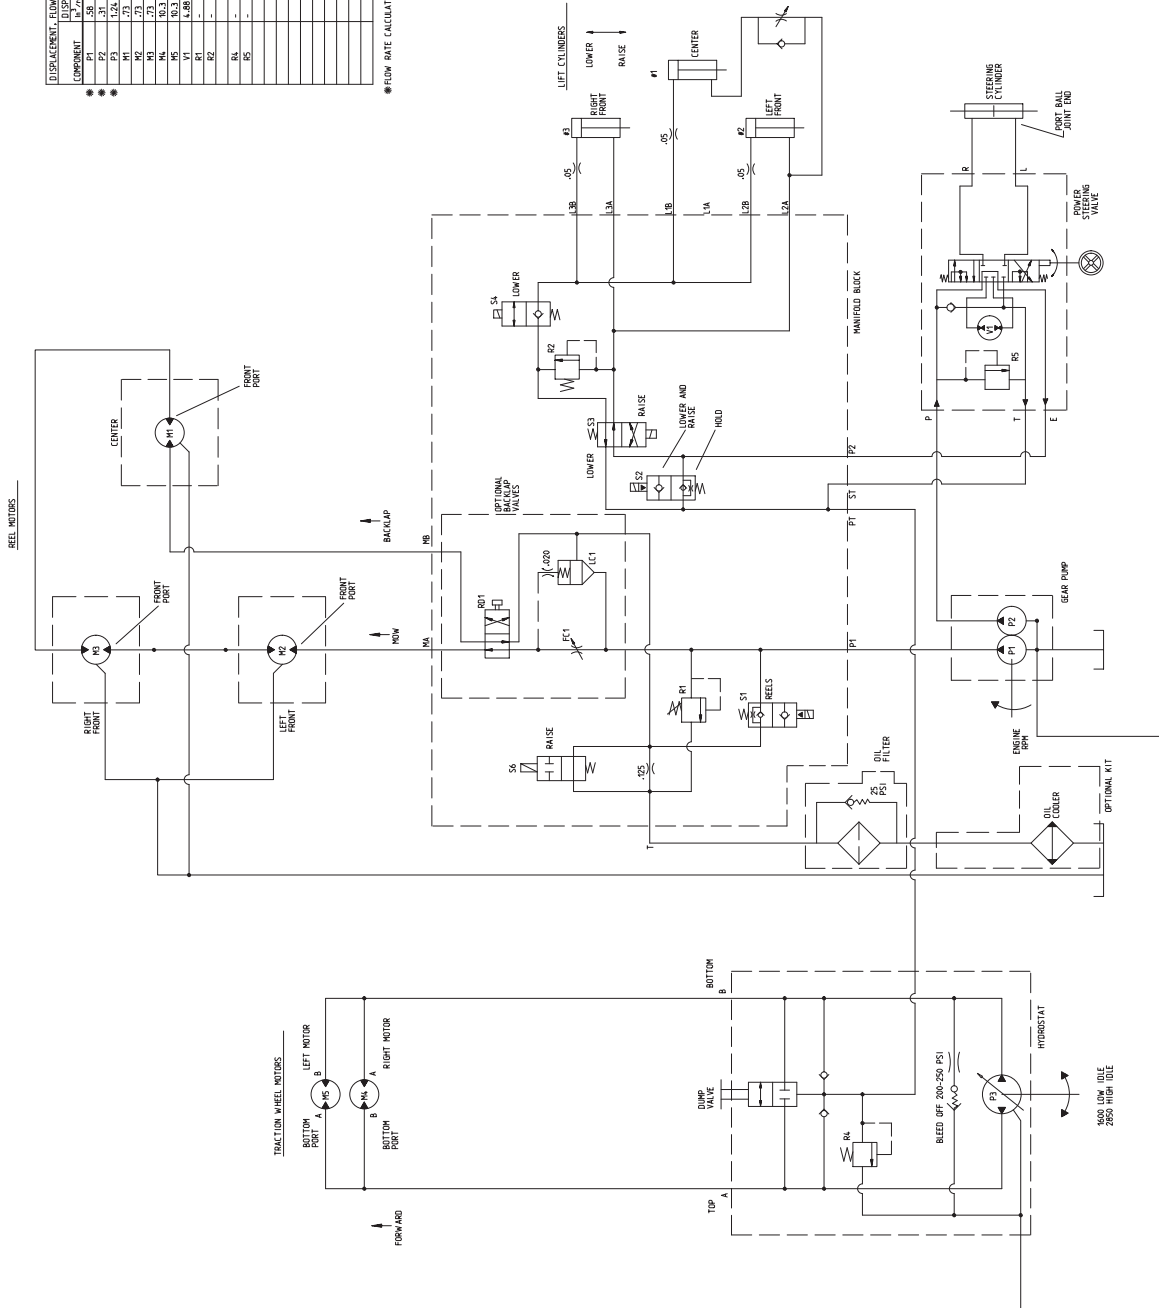 DISPLACEMENT, FLOW
COMPONENT
DISP
in³/r
P1 .58
P2 .31
P3 1.24
M1 .73
M2 .73
M3 .73
M4 10.3
M5 10.3
V1 4.88
R1 -
R2 -
R4 -
R5 -
FLOW RATE CALCULAT
LIFT CYLINDERS
LOWER
RAISE
#1
CENTER
#3
RIGHT
FRONT
#2
LEFT
FRONT
.05
.05
.05
L3B
L3A
L1B
L1A
L2B
L2A
STEERING
CYLINDER
PORT BALL
JOINT END
R
L
POWER
STEERING
VALVE
V1
R5
P
T
E
MANIFOLD BLOCK
S4
LOWER
R2
S3
RAISE
LOWER
LOWER AND
RAISE
HOLD
S2
P2
ST
PT
REEL MOTORS
CENTER
M1
FRONT
PORT
BACKLAP
OPTIONAL
BACKLAP
VALVES
MB
RD1
.020
LC1
FC1
MOW
MA
P1
M3
FRONT
PORT
M2
FRONT
PORT
RIGHT
FRONT
LEFT
FRONT
GEAR PUMP
P2
P1
ENGINE
RPM
R1
S1
REELS
S6
RAISE
.125
T
OIL
FILTER
25
PSI
OIL
COOLER
OPTIONAL KIT
TRACTION WHEEL MOTORS
LEFT MOTOR
B
M5
A
BOTTOM
PORT
RIGHT MOTOR
A
M4
B
BOTTOM
PORT
FORWARD
BOTTOM
B
TOP
A
DUMP
VALVE
R4
BLEED OFF 200-250 PSI
P3
HYDROSTAT
1600 LOW IDLE
2850 HIGH IDLE